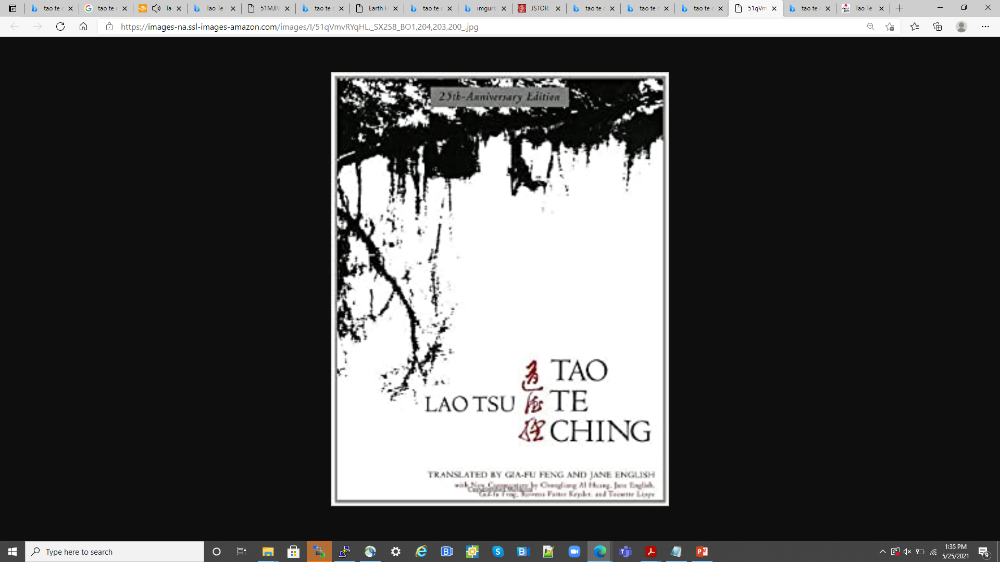 tao te c
tao te c
Ta
Tao Te
51MJIV
tao te c
Earth H
tao te c
imgurl:
JSTOR:
tao te c
tao te c
tao te c
51qVm
tao te c
Tao Te
https://images-na.ssl-images-amazon.com/images/I/51qVmvRYqHL._SX258_BO1,204,203,200_.jpg
25th-Anniversary Edition
道 TAO
LAO TSU 德 TE
經 CHING
TRANSLATED BY GIA-FU FENG AND JANE ENGLISH
with New Commentary by Chungliang Al Huang, Jane English,
Gia-fu Feng, Rowena Pattee Kryder, and Toinette Lippe
Copyrighted Material
Type here to search
1:35 PM
5/25/2021
9